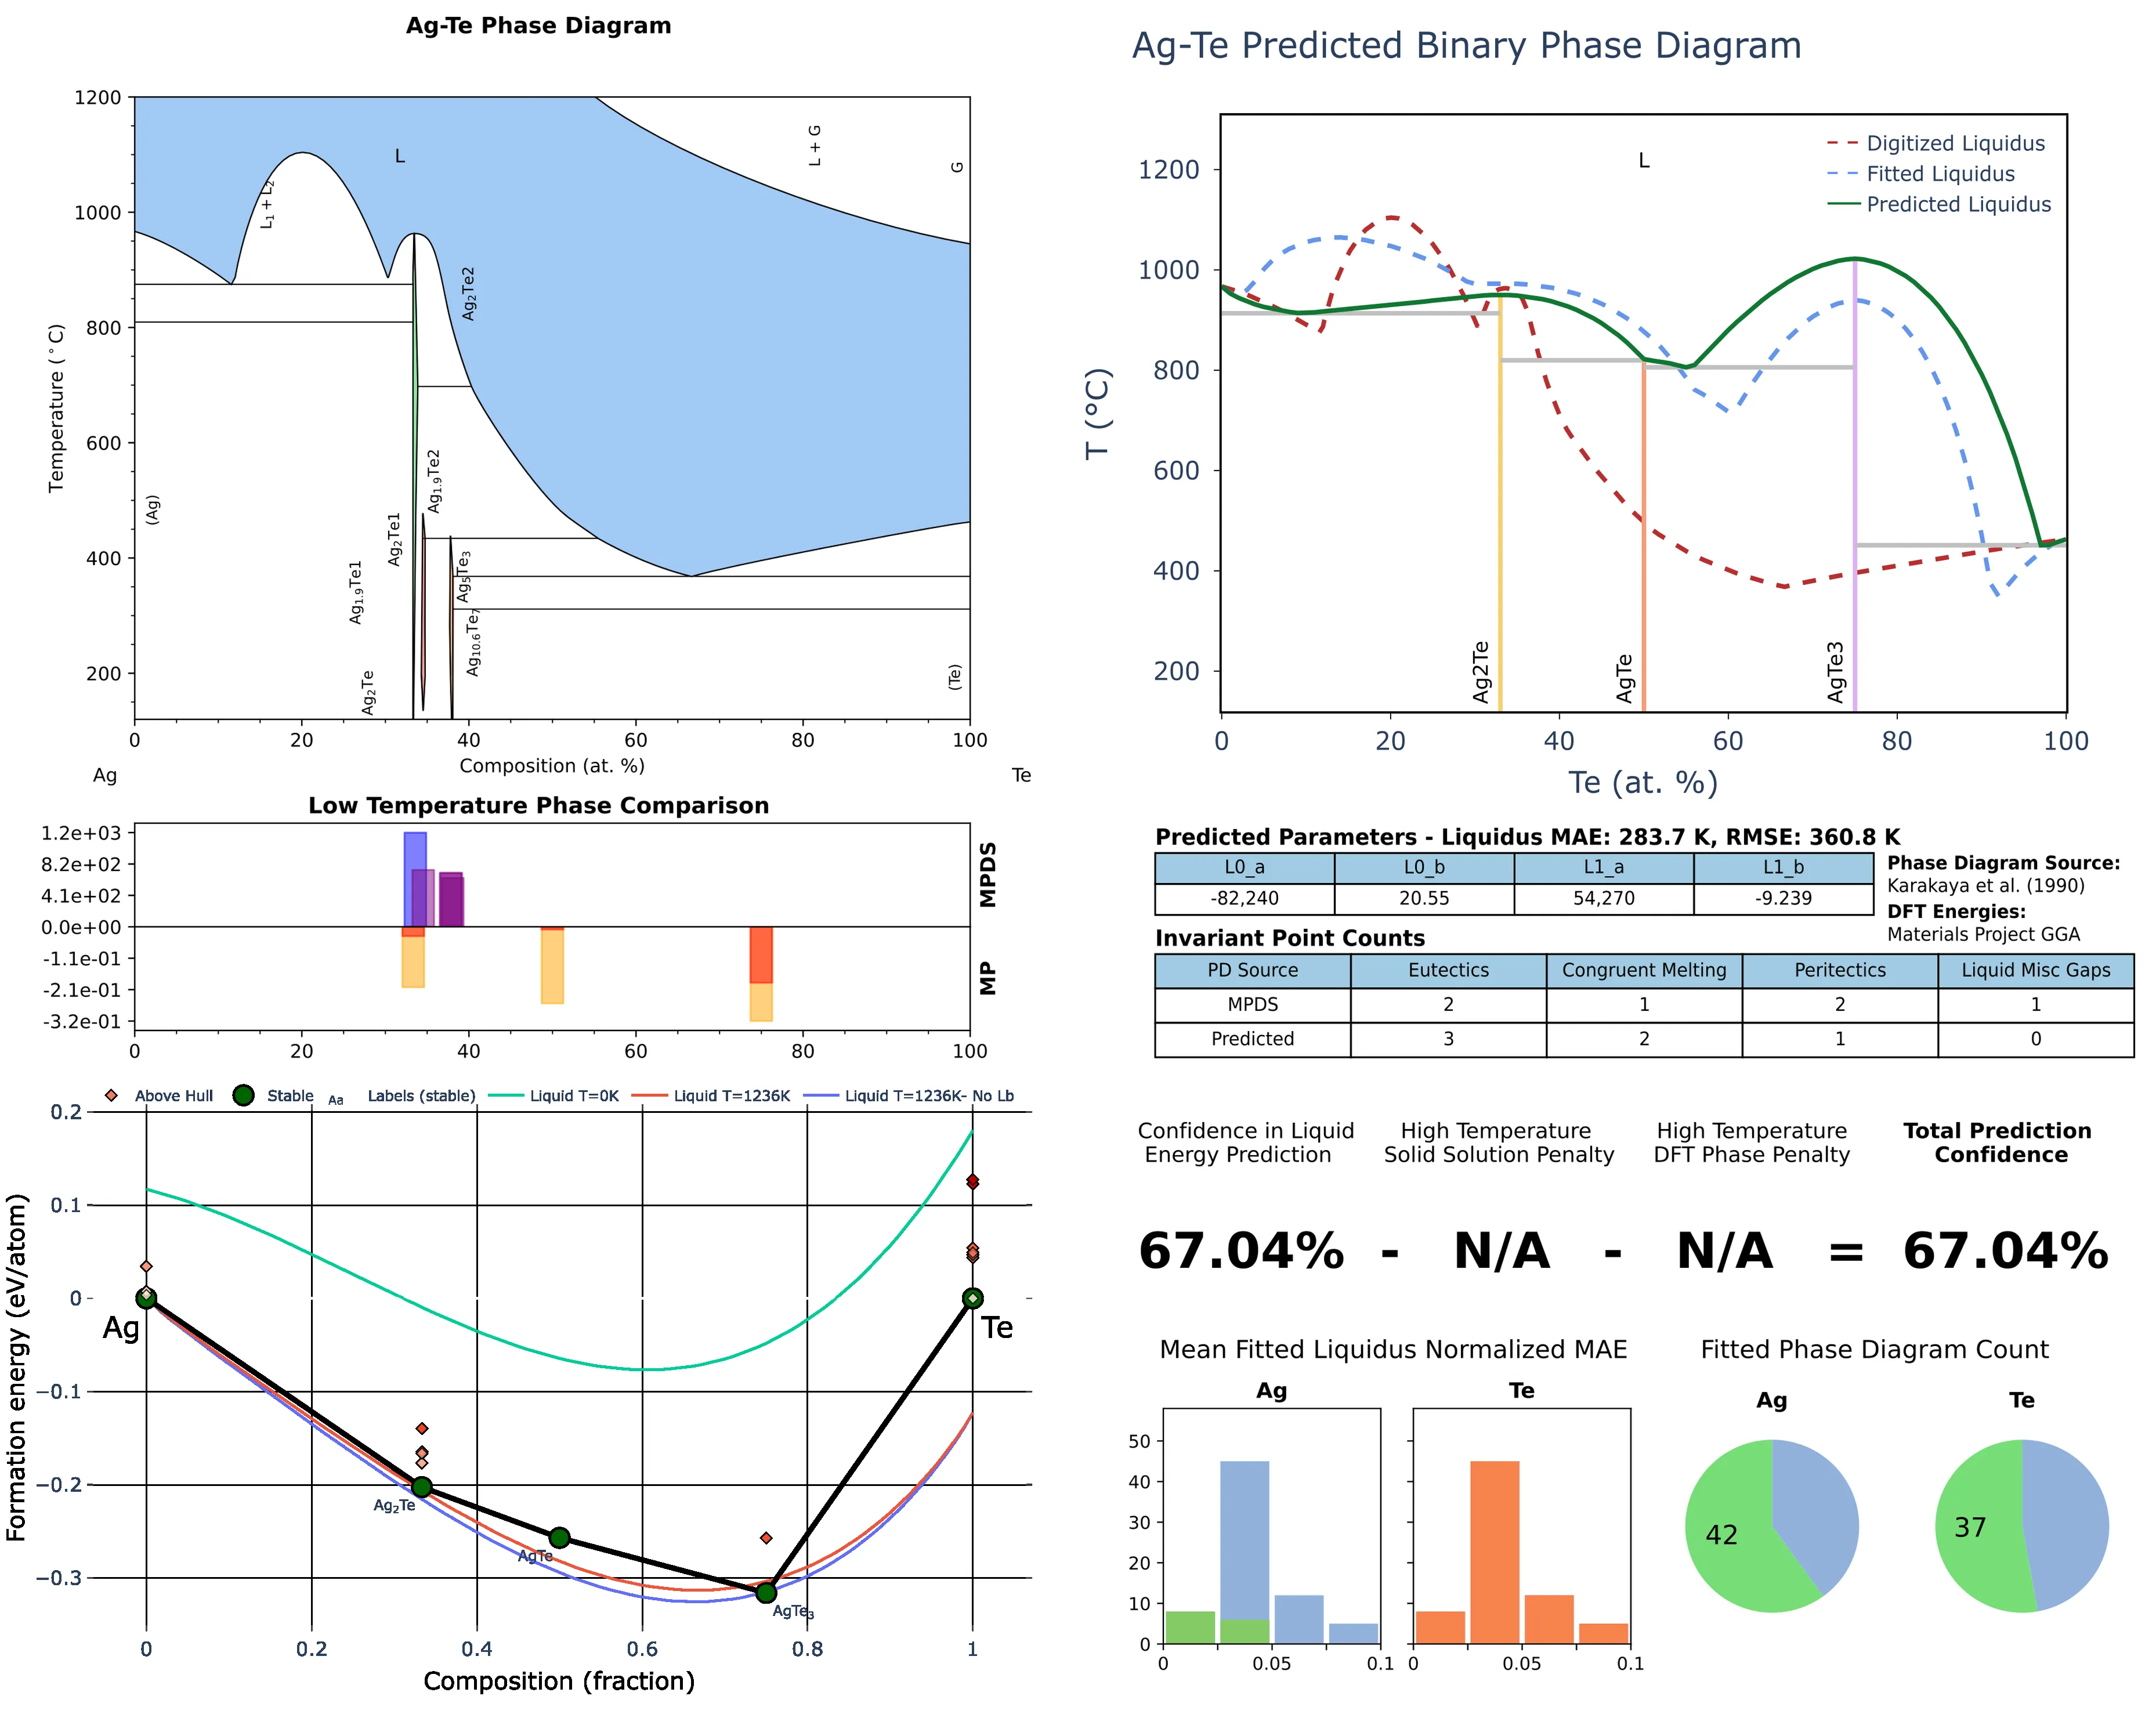 Ag-Te Phase Diagram
1200
1000
800
600
400
200
Temperature (°C)
L
L₁ + L₂
L + G
G
Ag₂Te2
(Ag)
Ag₁.₉Te2
Ag₂Te1
Ag₁.₉Te1
Ag₅Te₃
Ag₁₀.₆Te₇
Ag₂Te
(Te)
0 20 40 60 80 100
Composition (at. %)
Ag Te
Ag-Te Predicted Binary Phase Diagram
1200
1000
800
600
400
200
T (°C)
L
Digitized Liquidus
Fitted Liquidus
Predicted Liquidus
Ag2Te
AgTe
AgTe3
0 20 40 60 80 100
Te (at. %)
Low Temperature Phase Comparison
1.2e+03
8.2e+02
4.1e+02
0.0e+00
-1.1e-01
-2.1e-01
-3.2e-01
MPDS
MP
0 20 40 60 80 100
Predicted Parameters - Liquidus MAE: 283.7 K, RMSE: 360.8 K
L0_a L0_b L1_a L1_b
-82,240 20.55 54,270 -9.239
Phase Diagram Source:
Karakaya et al. (1990)
DFT Energies:
Materials Project GGA
Invariant Point Counts
PD Source Eutectics Congruent Melting Peritectics Liquid Misc Gaps
MPDS 2 1 2 1
Predicted 3 2 1 0
Above Hull Stable Aa Labels (stable) Liquid T=0K Liquid T=1236K Liquid T=1236K- No Lb
0.2
0.1
0
−0.1
−0.2
−0.3
Formation energy (eV/atom)
Ag
Te
Ag₂Te
AgTe
AgTe₃
0 0.2 0.4 0.6 0.8 1
Composition (fraction)
Confidence in Liquid
Energy Prediction
High Temperature
Solid Solution Penalty
High Temperature
DFT Phase Penalty
Total Prediction
Confidence
67.04% - N/A - N/A = 67.04%
Mean Fitted Liquidus Normalized MAE
Ag Te
50
40
30
20
10
0
0 0.05 0.1
0 0.05 0.1
Fitted Phase Diagram Count
Ag Te
42 37